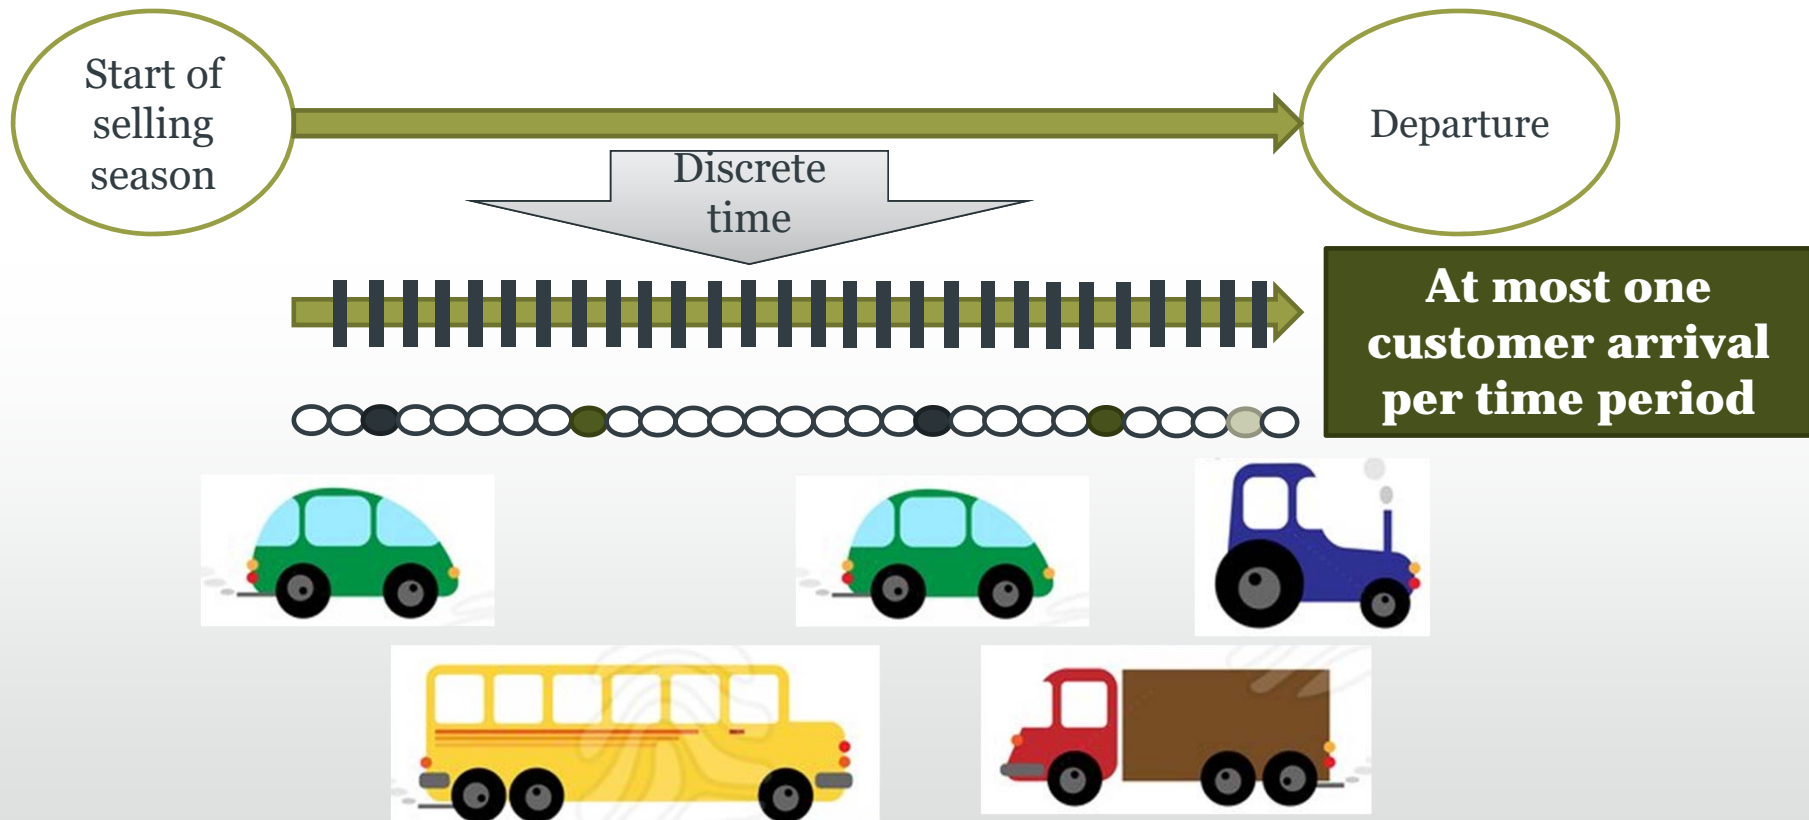 Start of
selling
season
Departure
Discrete
time
At most one
customer arrival
per time period